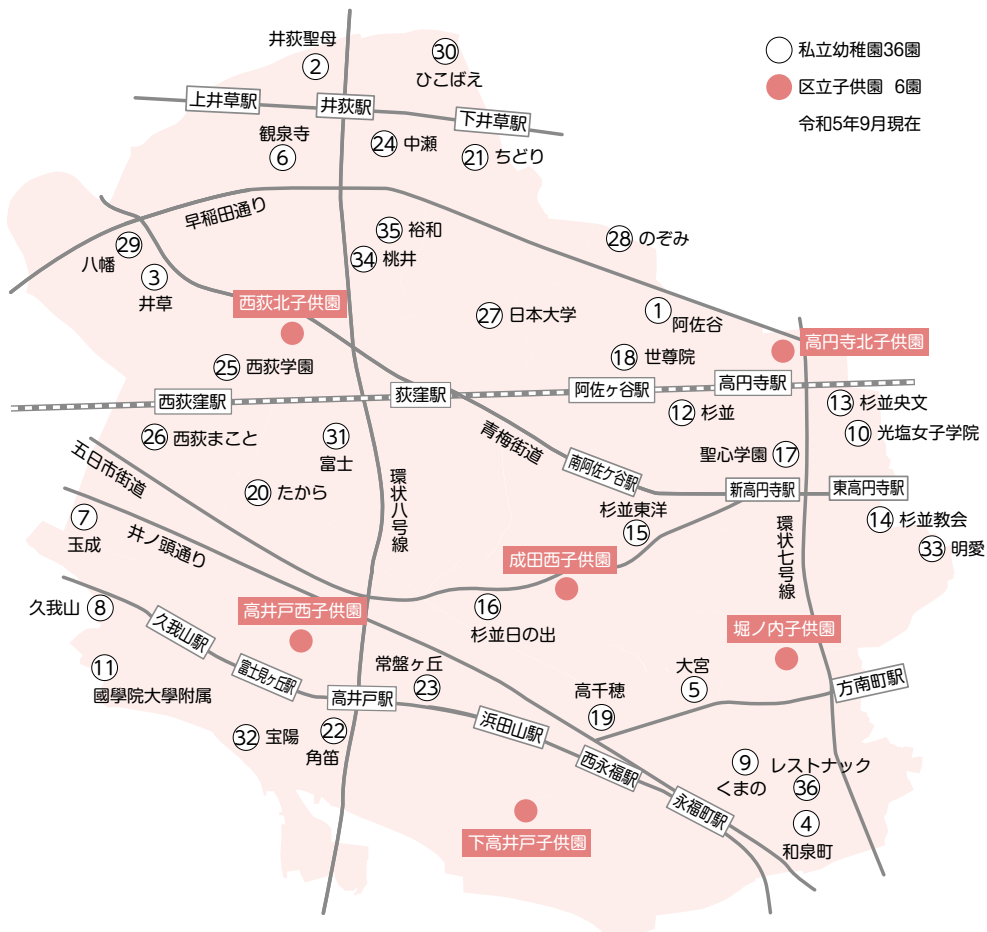 井荻聖母
2
30
ひこばえ
私立幼稚園36園
区立子供園 6園
令和5年9月現在
上井草駅
井荻駅
下井草駅
観泉寺
6
24 中瀬
21 ちどり
早稲田通り
35 裕和
34 桃井
28 のぞみ
29
八幡
3
井草
西荻北子供園
27 日本大学
1
阿佐谷
高円寺北子供園
25 西荻学園
18 世尊院
西荻窪駅
荻窪駅
阿佐ヶ谷駅
高円寺駅
12 杉並
13 杉並央文
10 光塩女子学院
26 西荻まこと
31
富士
青梅街道
聖心学園 17
五日市街道
20 たから
環状八号線
南阿佐ケ谷駅
新高円寺駅
東高円寺駅
7
玉成
井ノ頭通り
杉並東洋
15
14 杉並教会
33 明愛
環状七号線
成田西子供園
久我山 8
高井戸西子供園
16
杉並日の出
堀ノ内子供園
久我山駅
11
國學院大學附属
富士見ヶ丘駅
高井戸駅
常盤ヶ丘
23
大宮
5
方南町駅
高千穂
19
32 宝陽
22
角笛
浜田山駅
西永福駅
永福町駅
9
くまの
レストナック
36
4
和泉町
下高井戸子供園